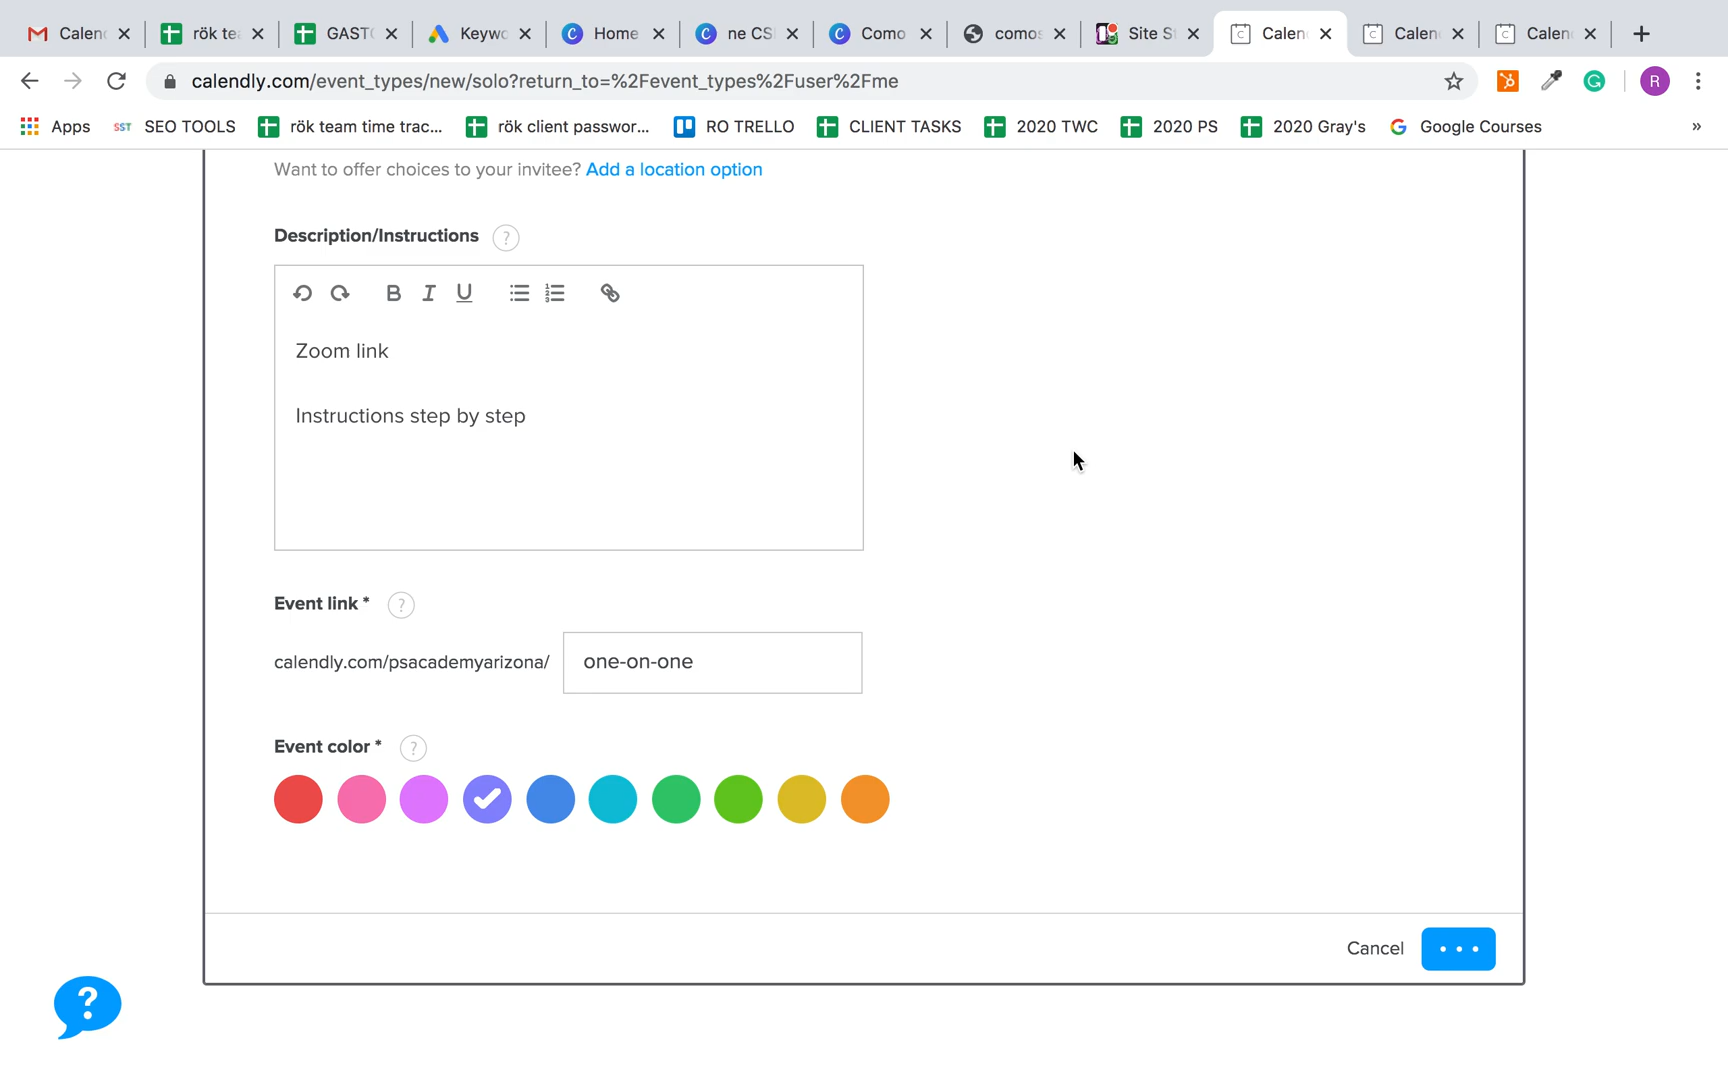 Calen
rök te
GAST
Keywo
Home
ne CS
Como
comos
Site S
Calen
Calen
Calen
calendly.com/event_types/new/solo?return_to=%2Fevent_types%2Fuser%2Fme
R
Apps
SST SEO TOOLS
rök team time trac...
rök client passwor...
RO TRELLO
CLIENT TASKS
2020 TWC
2020 PS
2020 Gray's
Google Courses
»
Want to offer choices to your invitee? Add a location option
Description/Instructions ?
B I U
Zoom link
Instructions step by step
Event link * ?
calendly.com/psacademyarizona/ one-on-one
Event color * ?
Cancel
?